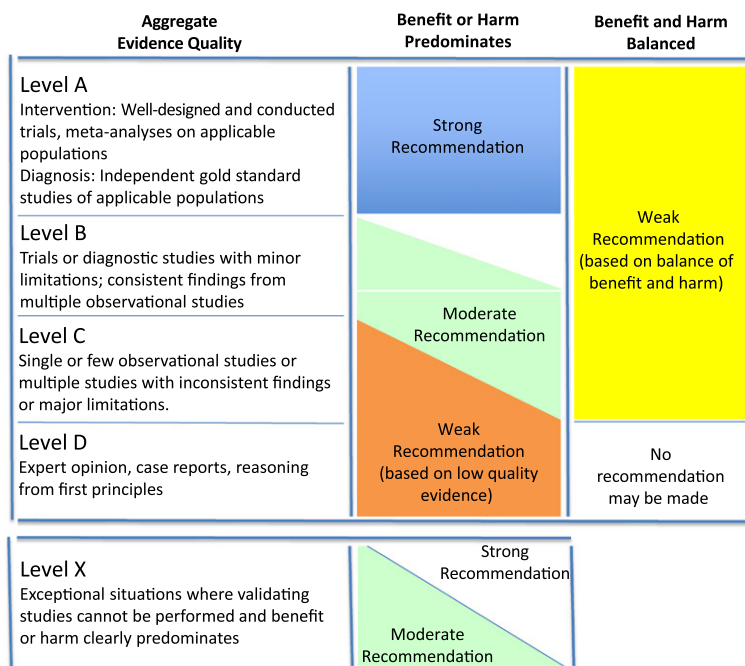 Aggregate
Evidence Quality
Benefit or Harm
Predominates
Benefit and Harm
Balanced
Level A
Intervention: Well-designed and conducted
trials, meta-analyses on applicable
populations
Diagnosis: Independent gold standard
studies of applicable populations
Strong
Recommendation
Weak
Recommendation
(based on balance of
benefit and harm)
Level B
Trials or diagnostic studies with minor
limitations; consistent findings from
multiple observational studies
Moderate
Recommendation
Level C
Single or few observational studies or
multiple studies with inconsistent findings
or major limitations.
Level D
Expert opinion, case reports, reasoning
from first principles
Weak
Recommendation
(based on low quality
evidence)
No
recommendation
may be made
Level X
Exceptional situations where validating
studies cannot be performed and benefit
or harm clearly predominates
Strong
Recommendation
Moderate
Recommendation